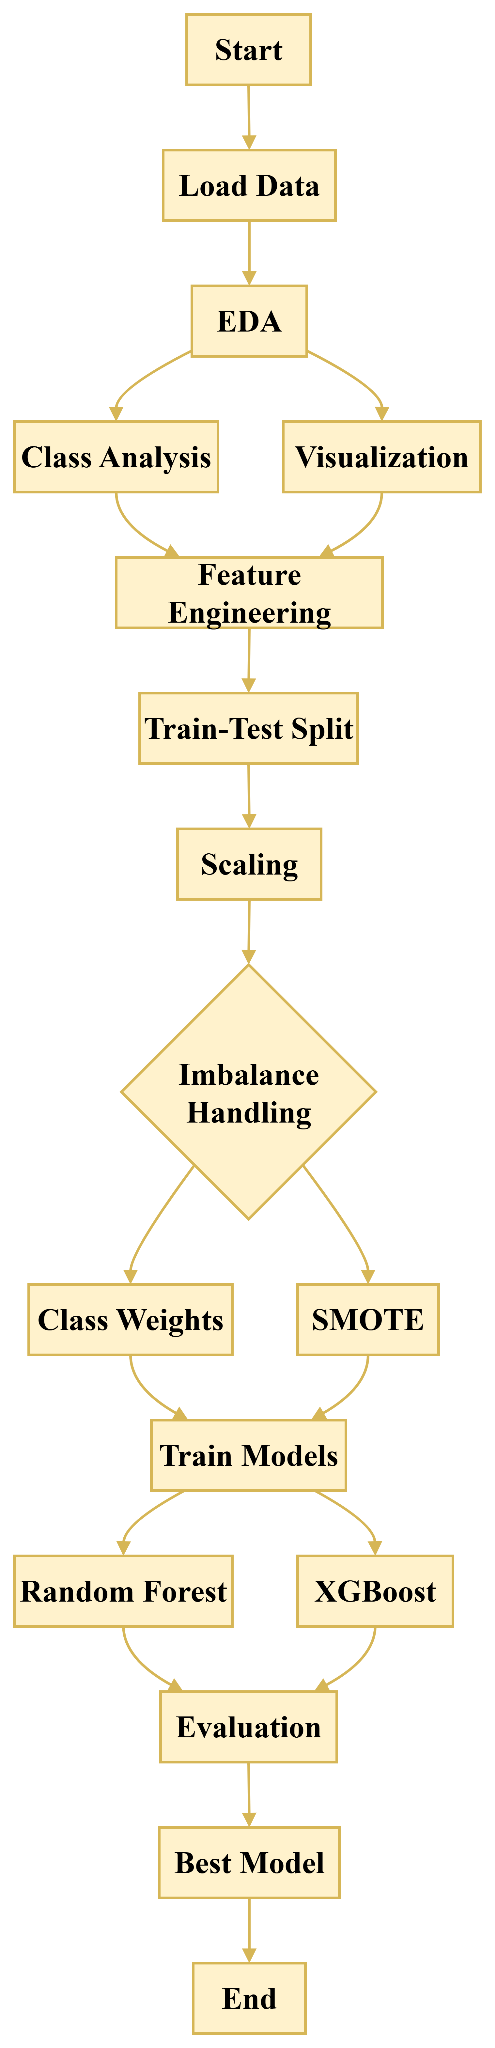 Start
Load Data
EDA
Class Analysis
Visualization
Feature
Engineering
Train-Test Split
Scaling
Imbalance
Handling
Class Weights
SMOTE
Train Models
Random Forest
XGBoost
Evaluation
Best Model
End